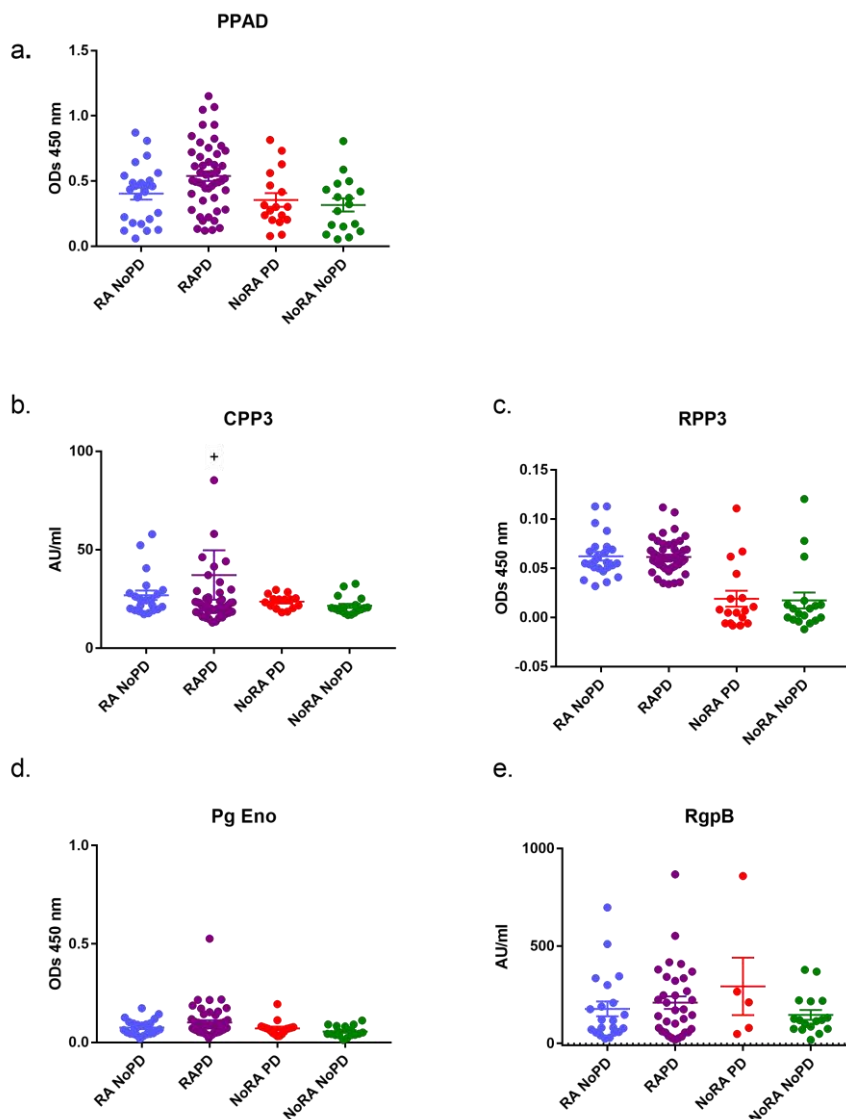 PPAD
a.
1.5
1.0
0.5
0.0
ODs 450 nm
RA NoPD
RAPD
NoRA PD
NoRA NoPD
b.
CPP3
100
50
0
AU/ml
+
RA NoPD
RAPD
NoRA PD
NoRA NoPD
c.
RPP3
0.15
0.10
0.05
0.00
-0.05
ODs 450 nm
RA NoPD
RAPD
NoRA PD
NoRA NoPD
d.
Pg Eno
1.0
0.5
0.0
ODs 450 nm
RA NoPD
RAPD
NoRA PD
NoRA NoPD
e.
RgpB
1000
500
0
AU/ml
RA NoPD
RAPD
NoRA PD
NoRA NoPD